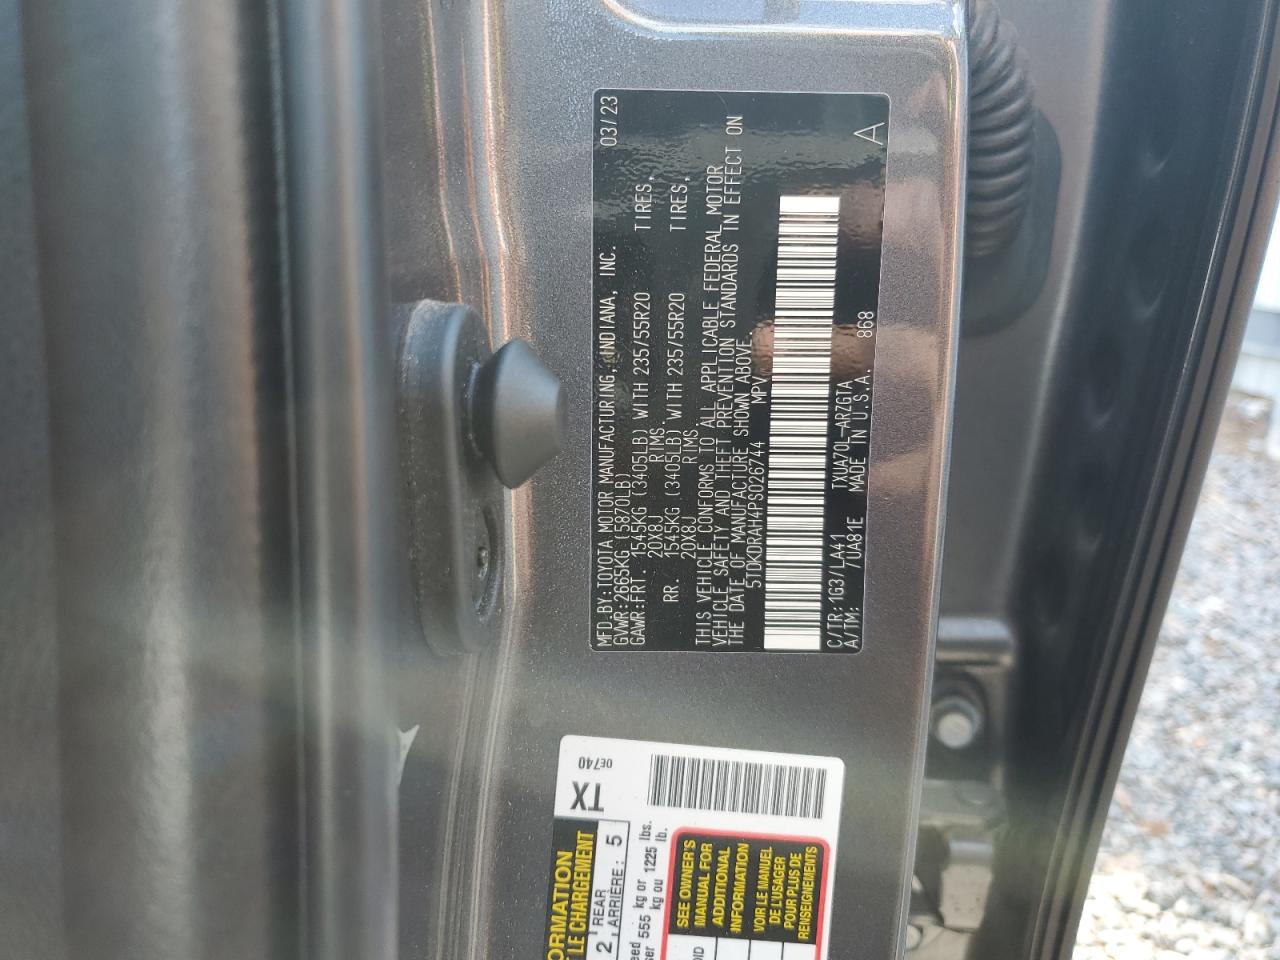 MFD.BY:TOYOTA MOTOR MANUFACTURING, INDIANA, INC. 03/23
GVWR:2665KG (5870LB)
GAWR:FRT. 1545KG (3405LB) WITH 235/55R20 TIRES,
20X8J RIMS.
RR. 1545KG (3405LB) WITH 235/55R20 TIRES,
20X8J RIMS.
THIS VEHICLE CONFORMS TO ALL APPLICABLE FEDERAL MOTOR
VEHICLE SAFETY AND THEFT PREVENTION STANDARDS IN EFFECT ON
THE DATE OF MANUFACTURE SHOWN ABOVE.
5TDKDRAH4PS026744 MPV
C/TR:1G3/LA41 TXUA70L-ARZGTA
A/TM: /UA81E MADE IN U.S.A. 868
A
0E740
TX
ORMATION
LE CHARGEMENT
2 REAR
ARRIÈRE: 5
555 kg or 1225 lbs.
kg ou lb.
SEE OWNER'S
MANUAL FOR
ADDITIONAL
INFORMATION
VOIR LE MANUEL
DE L'USAGER
POUR PLUS DE
RENSEIGNEMENTS